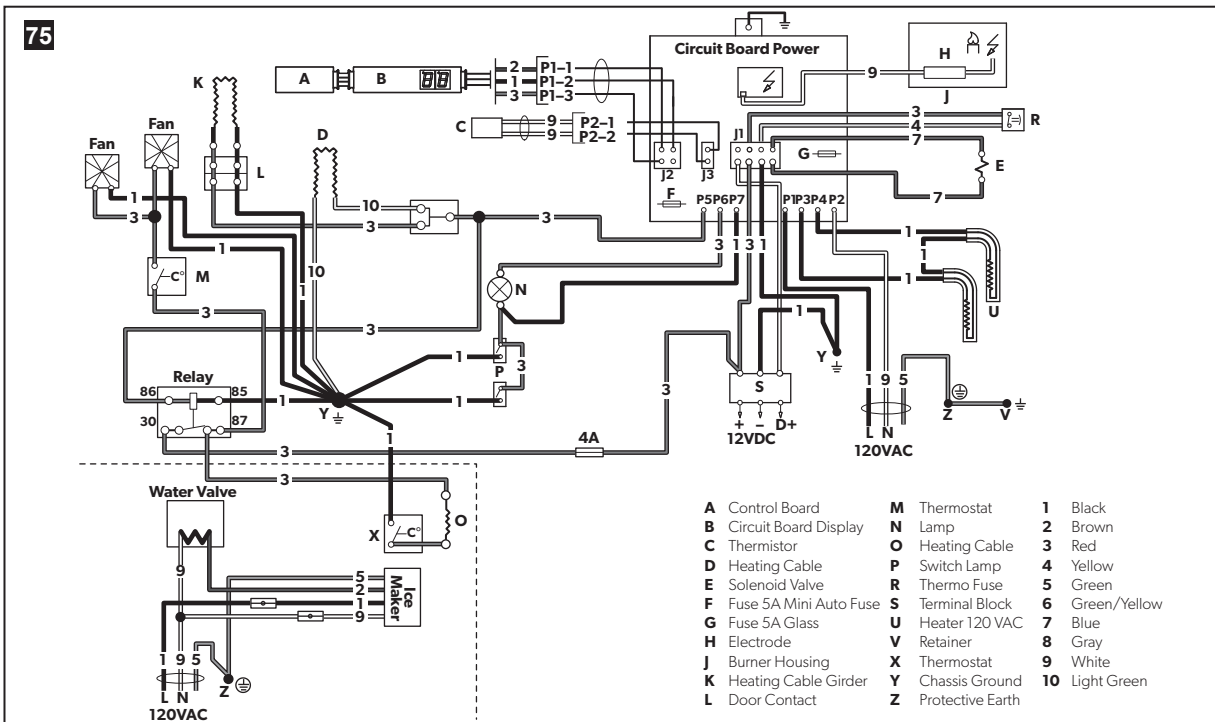 75
Circuit Board Power
A
B
K
2 P1–1
1 P1–2
3 P1–3
9
H
J
Fan
Fan
C
9 P2–1
9 P2–2
D
3
4
7
R
J1
J2
J3
G
E
7
L
F
P5 P6 P7
P1 P3 P4 P2
1
3
10
3
3
1
10
1
3
1
3
1
1
1
1
U
M
C°
N
3
3
1
1
Y
Relay
86
85
30
87
1
Y
1
1
P
3
3
S
+ – D+
12VDC
1
9
5
Z
V
L N
120VAC
3
4A
3
Water Valve
X
C°
O
9
5
2
1
9
Ice
Maker
1
9
5
Z
L N
120VAC
A Control Board
B Circuit Board Display
C Thermistor
D Heating Cable
E Solenoid Valve
F Fuse 5A Mini Auto Fuse
G Fuse 5A Glass
H Electrode
J Burner Housing
K Heating Cable Girder
L Door Contact
M Thermostat
N Lamp
O Heating Cable
P Switch Lamp
R Thermo Fuse
S Terminal Block
U Heater 120 VAC
V Retainer
X Thermostat
Y Chassis Ground
Z Protective Earth
1 Black
2 Brown
3 Red
4 Yellow
5 Green
6 Green/Yellow
7 Blue
8 Gray
9 White
10 Light Green